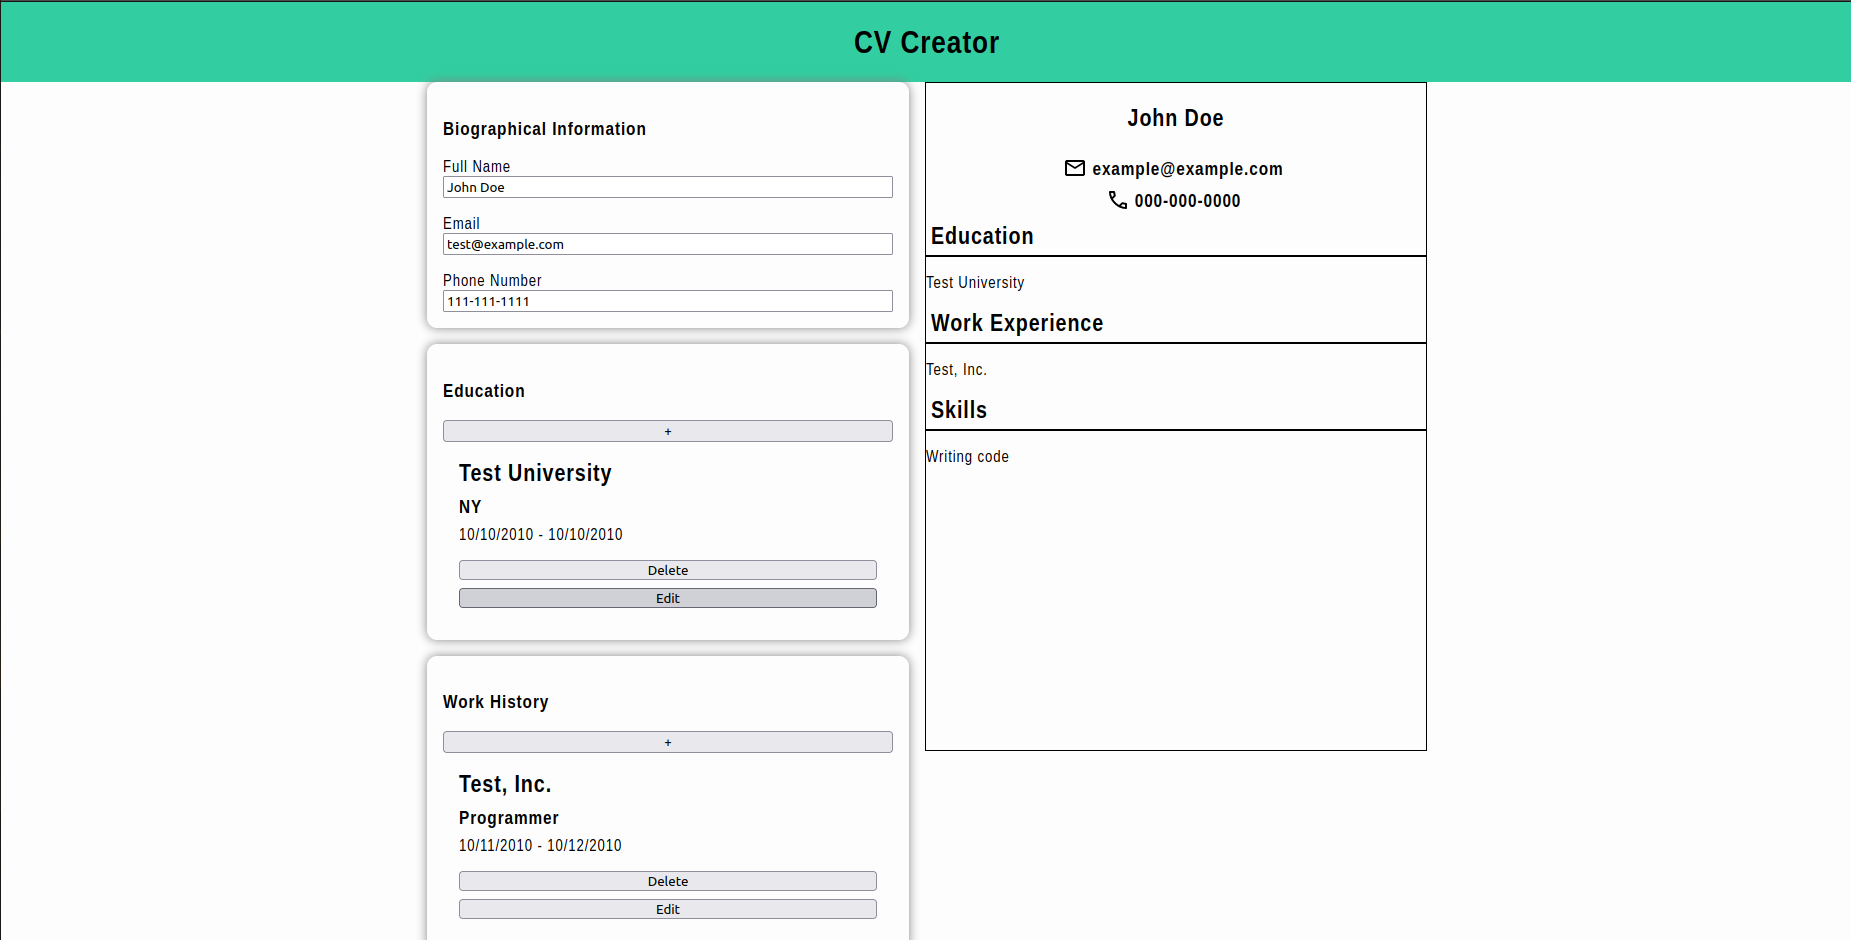 CV Creator
Biographical Information
Full Name
John Doe
Email
test@example.com
Phone Number
111-111-1111
Education
+
Test University
NY
10/10/2010 - 10/10/2010
Delete
Edit
Work History
+
Test, Inc.
Programmer
10/11/2010 - 10/12/2010
Delete
Edit
John Doe
example@example.com
000-000-0000
Education
Test University
Work Experience
Test, Inc.
Skills
Writing code